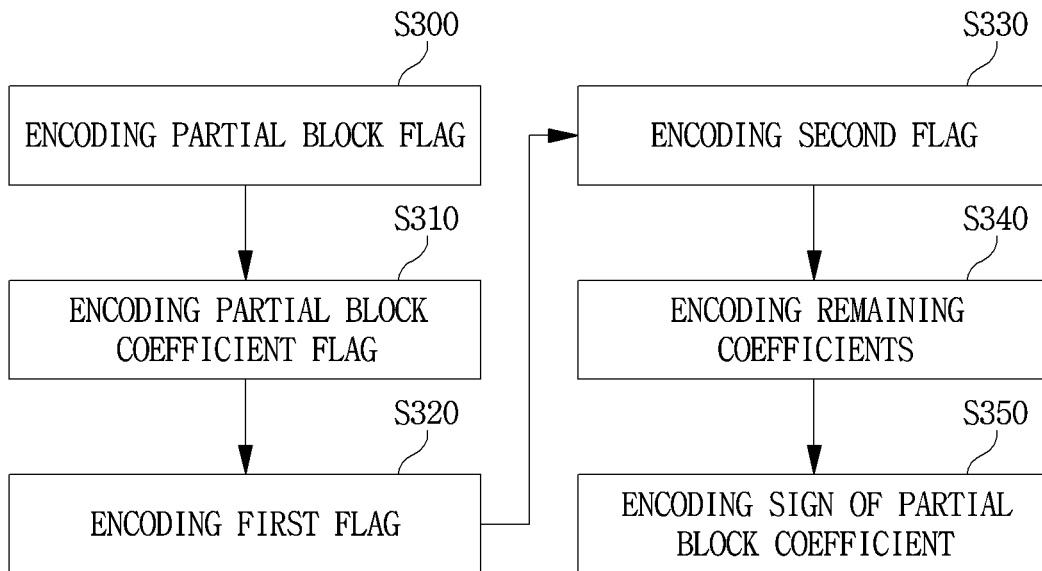 S300
ENCODING PARTIAL BLOCK FLAG
S310
ENCODING PARTIAL BLOCK
COEFFICIENT FLAG
S320
ENCODING FIRST FLAG
S330
ENCODING SECOND FLAG
S340
ENCODING REMAINING
COEFFICIENTS
S350
ENCODING SIGN OF PARTIAL
BLOCK COEFFICIENT